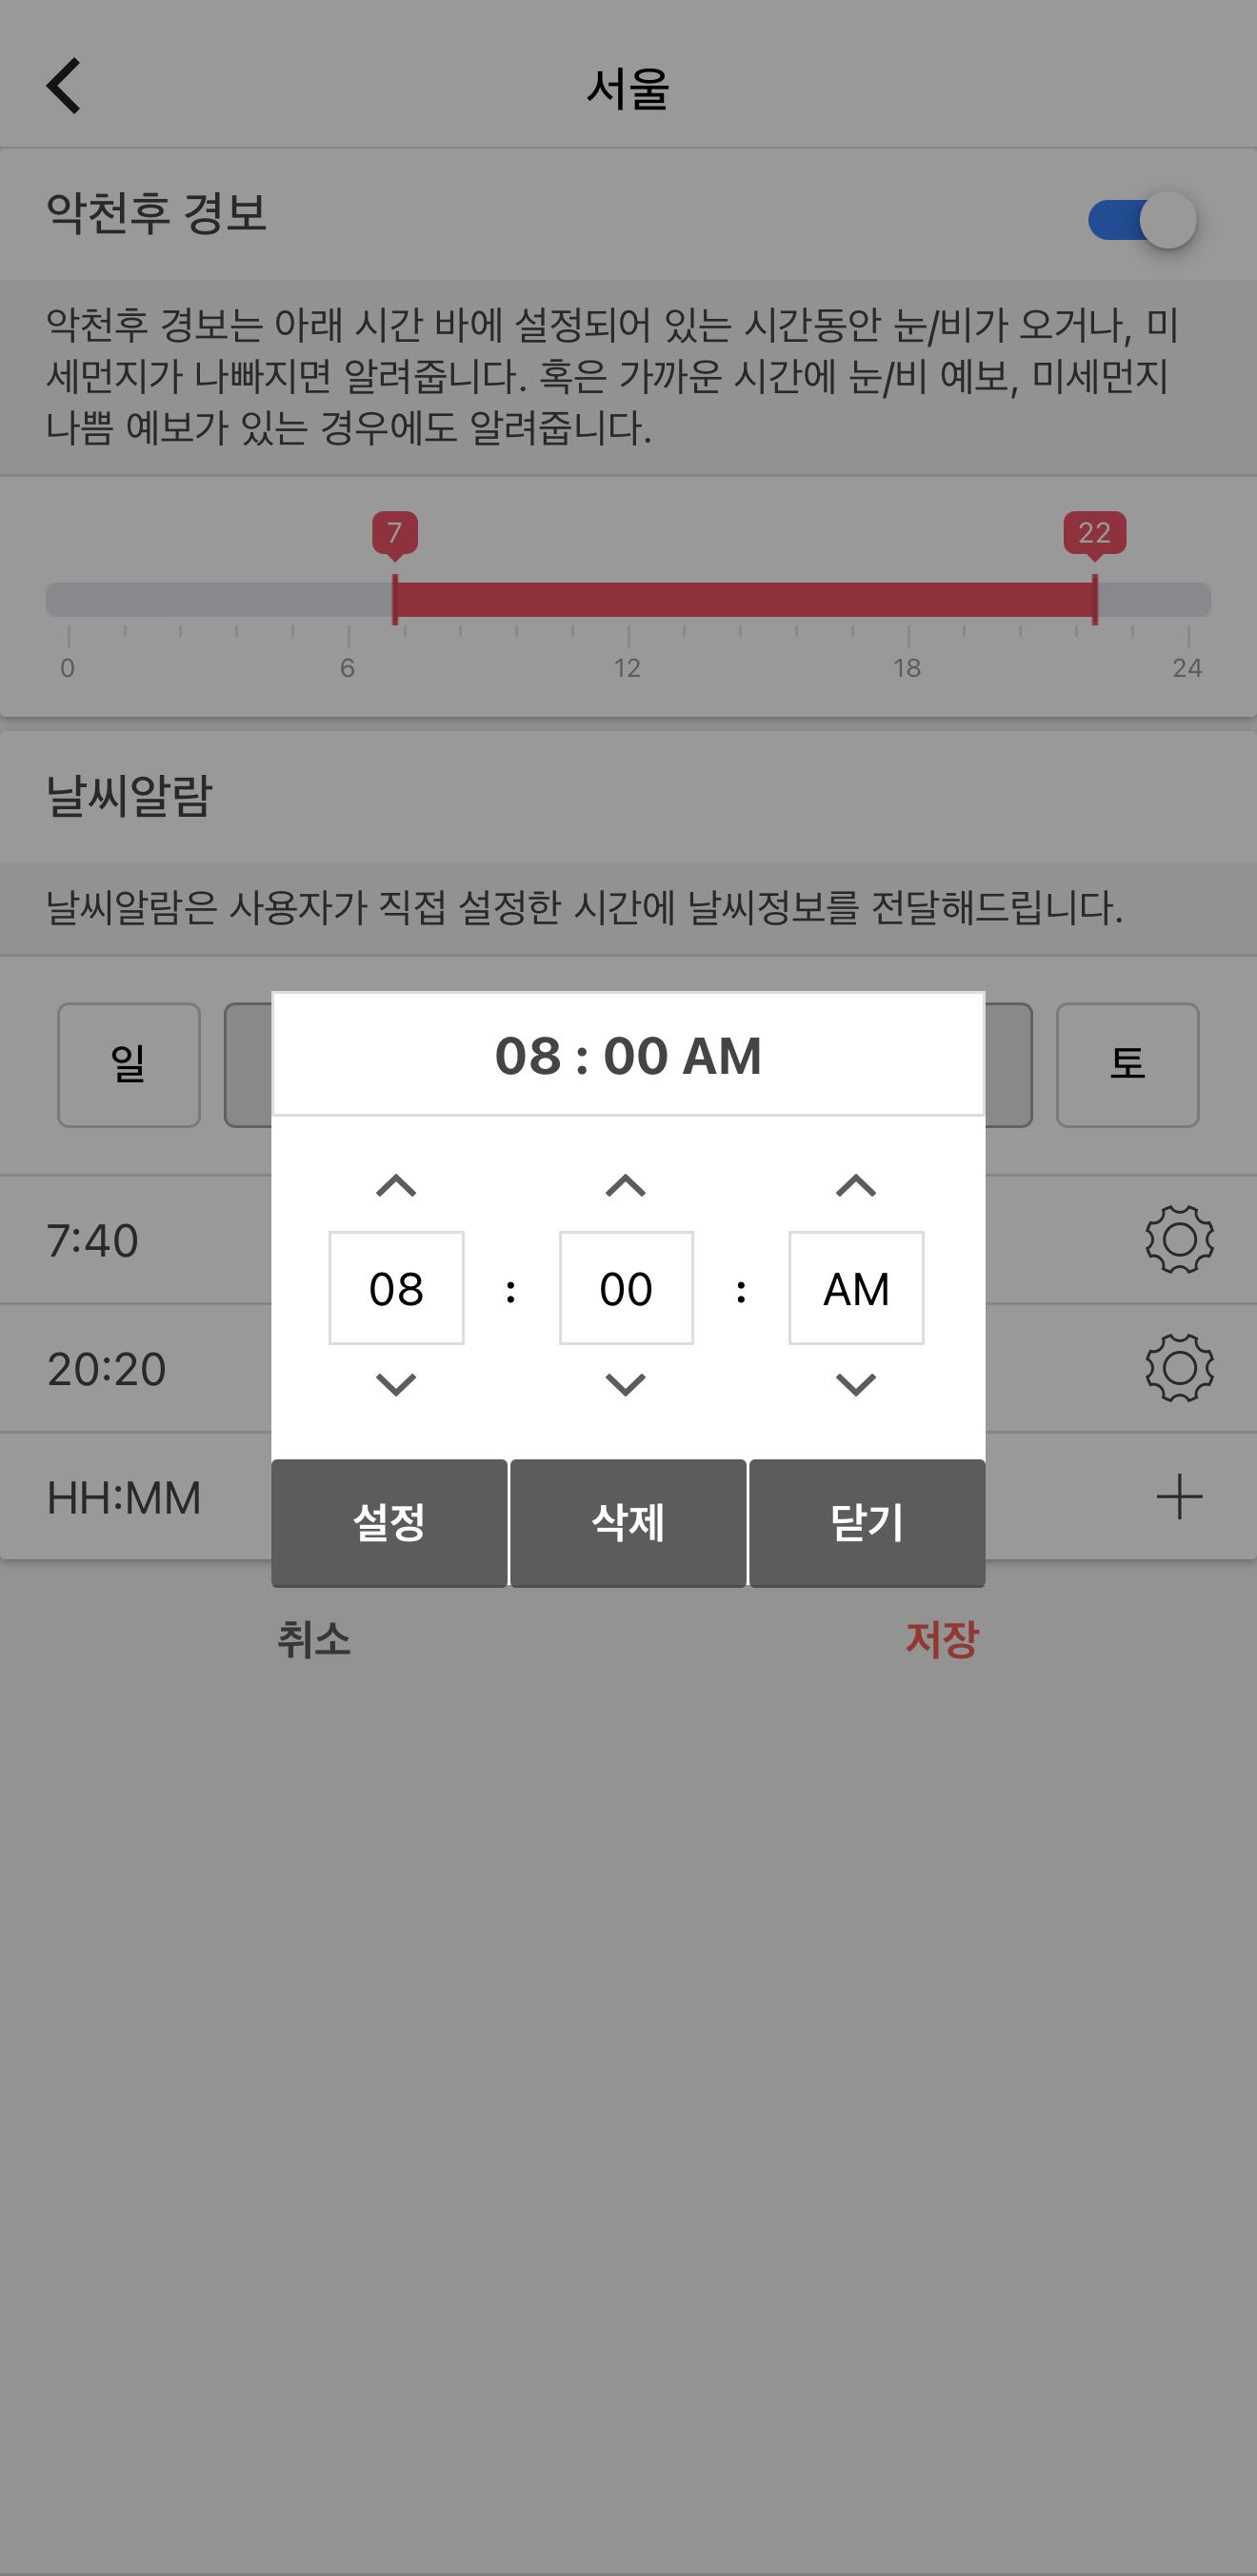 서울
악천후 경보
악천후 경보는 아래 시간 바에 설정되어 있는 시간동안 눈/비가 오거나, 미
세먼지가 나빠지면 알려줍니다. 혹은 가까운 시간에 눈/비 예보, 미세먼지
나쁨 예보가 있는 경우에도 알려줍니다.
7 22
0 6 12 18 24
날씨알람
날씨알람은 사용자가 직접 설정한 시간에 날씨정보를 전달해드립니다.
일 토
08 : 00 AM
7:40
08 : 00 : AM
20:20
HH:MM
설정 삭제 닫기
취소 저장